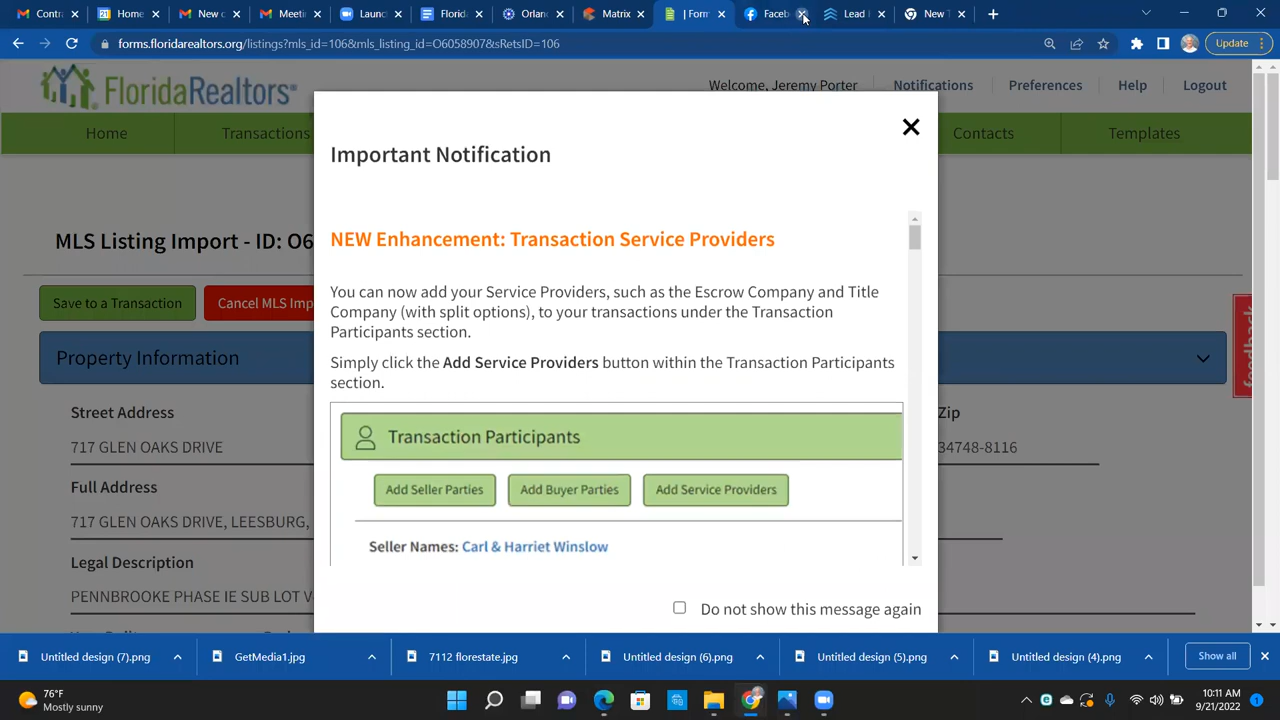 Contra
Home
New c
Meetin
Launc
Florida
Orland
Matrix
| Form
Faceb
Lead l
New T
forms.floridarealtors.org/listings?mls_id=106&mls_listing_id=O6058907&sRetsID=106
Update
FloridaRealtors
Welcome, Jeremy Porter
Notifications
Preferences
Help
Logout
Home
Transactions
Contacts
Templates
Important Notification
MLS Listing Import - ID: O6
NEW Enhancement: Transaction Service Providers
You can now add your Service Providers, such as the Escrow Company and Title
Company (with split options), to your transactions under the Transaction
Participants section.
Simply click the Add Service Providers button within the Transaction Participants
section.
Save to a Transaction
Cancel MLS Imp
Property Information
feedback
Street Address
Zip
717 GLEN OAKS DRIVE
34748-8116
Full Address
717 GLEN OAKS DRIVE, LEESBURG,
Legal Description
PENNBROOKE PHASE IE SUB LOT V-
Transaction Participants
Add Seller Parties
Add Buyer Parties
Add Service Providers
Seller Names: Carl & Harriet Winslow
Do not show this message again
Untitled design (7).png
GetMedia1.jpg
7112 florestate.jpg
Untitled design (6).png
Untitled design (5).png
Untitled design (4).png
Show all
76°F
Mostly sunny
10:11 AM
9/21/2022